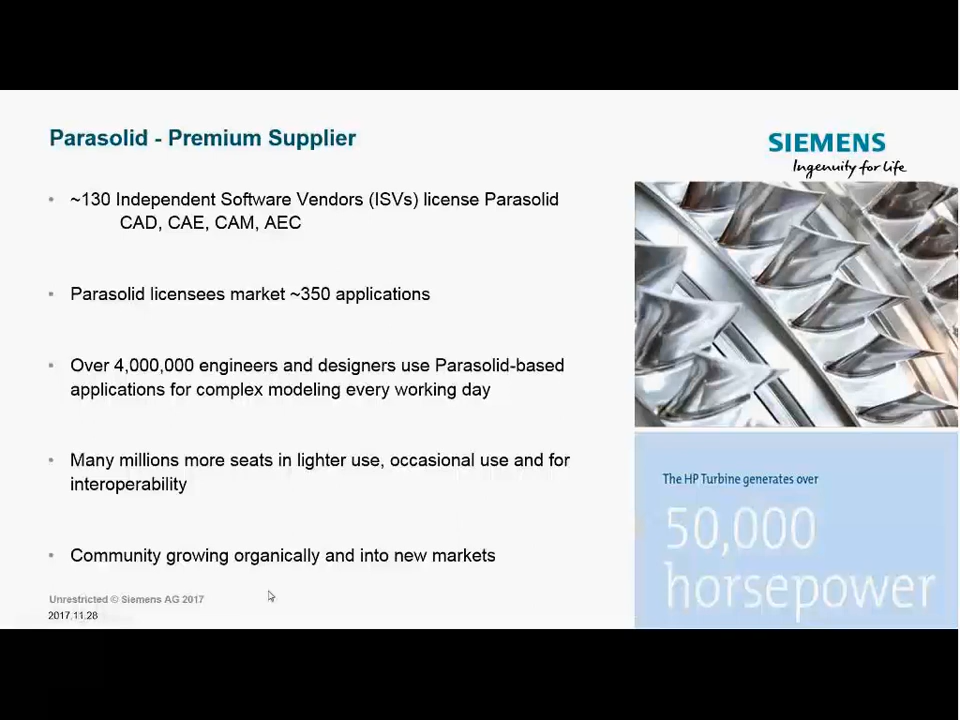 Parasolid - Premium Supplier
SIEMENS
Ingenuity for life
• ~130 Independent Software Vendors (ISVs) license Parasolid
CAD, CAE, CAM, AEC
• Parasolid licensees market ~350 applications
• Over 4,000,000 engineers and designers use Parasolid-based
applications for complex modeling every working day
• Many millions more seats in lighter use, occasional use and for
interoperability
• Community growing organically and into new markets
The HP Turbine generates over
50,000
horsepower
Unrestricted © Siemens AG 2017
2017.11.28